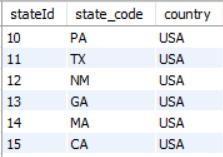 stateId state_code country
10 PA USA
11 TX USA
12 NM USA
13 GA USA
14 MA USA
15 CA USA